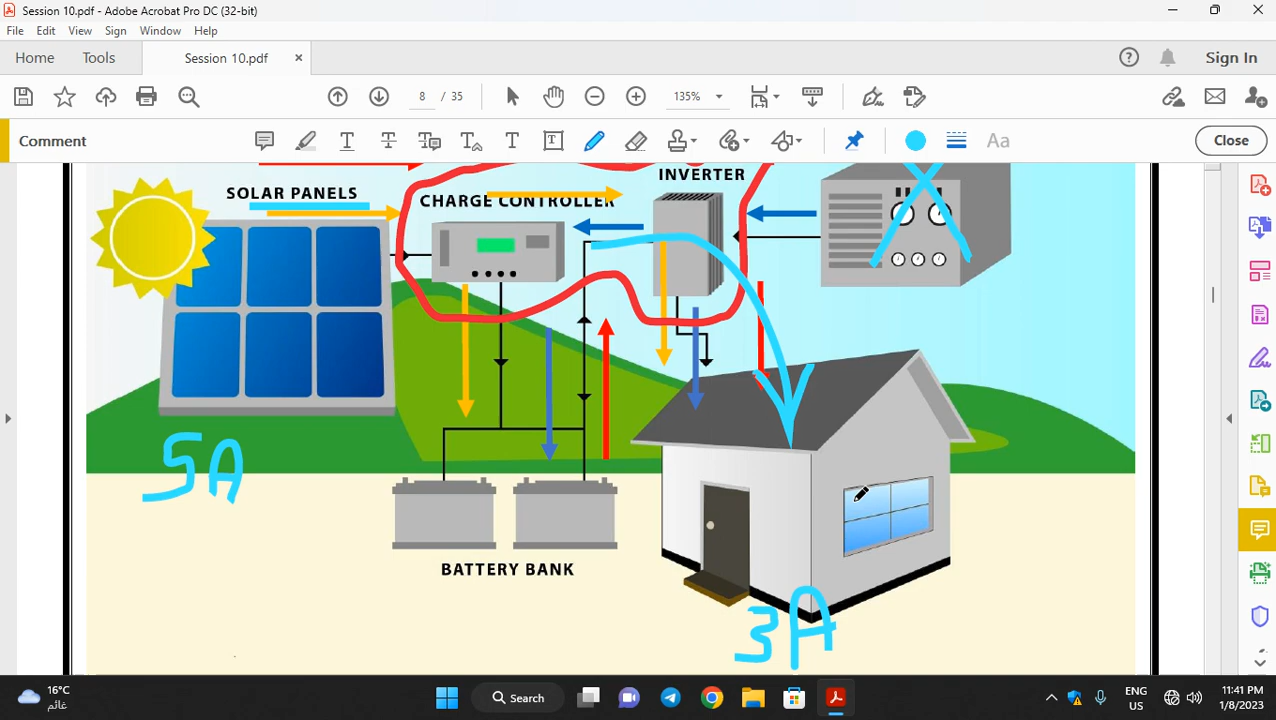 Session 10.pdf - Adobe Acrobat Pro DC (32-bit)
File Edit View Sign Window Help
Home Tools Session 10.pdf × Sign In
8 / 35 135%
Comment Aa Close
SOLAR PANELS
CHARGE CONTROLLER
INVERTER
5A
BATTERY BANK
3A
16°C
غائم
Search
ENG
US
11:41 PM
1/8/2023